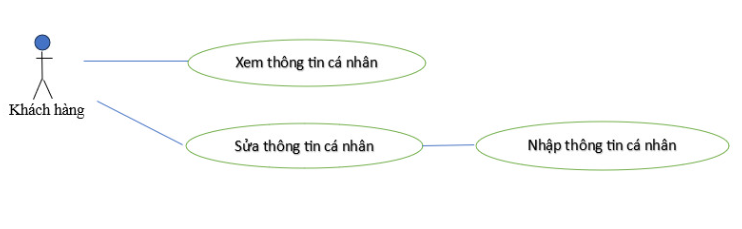 Xem thông tin cá nhân
Khách hàng
Sửa thông tin cá nhân
Nhập thông tin cá nhân